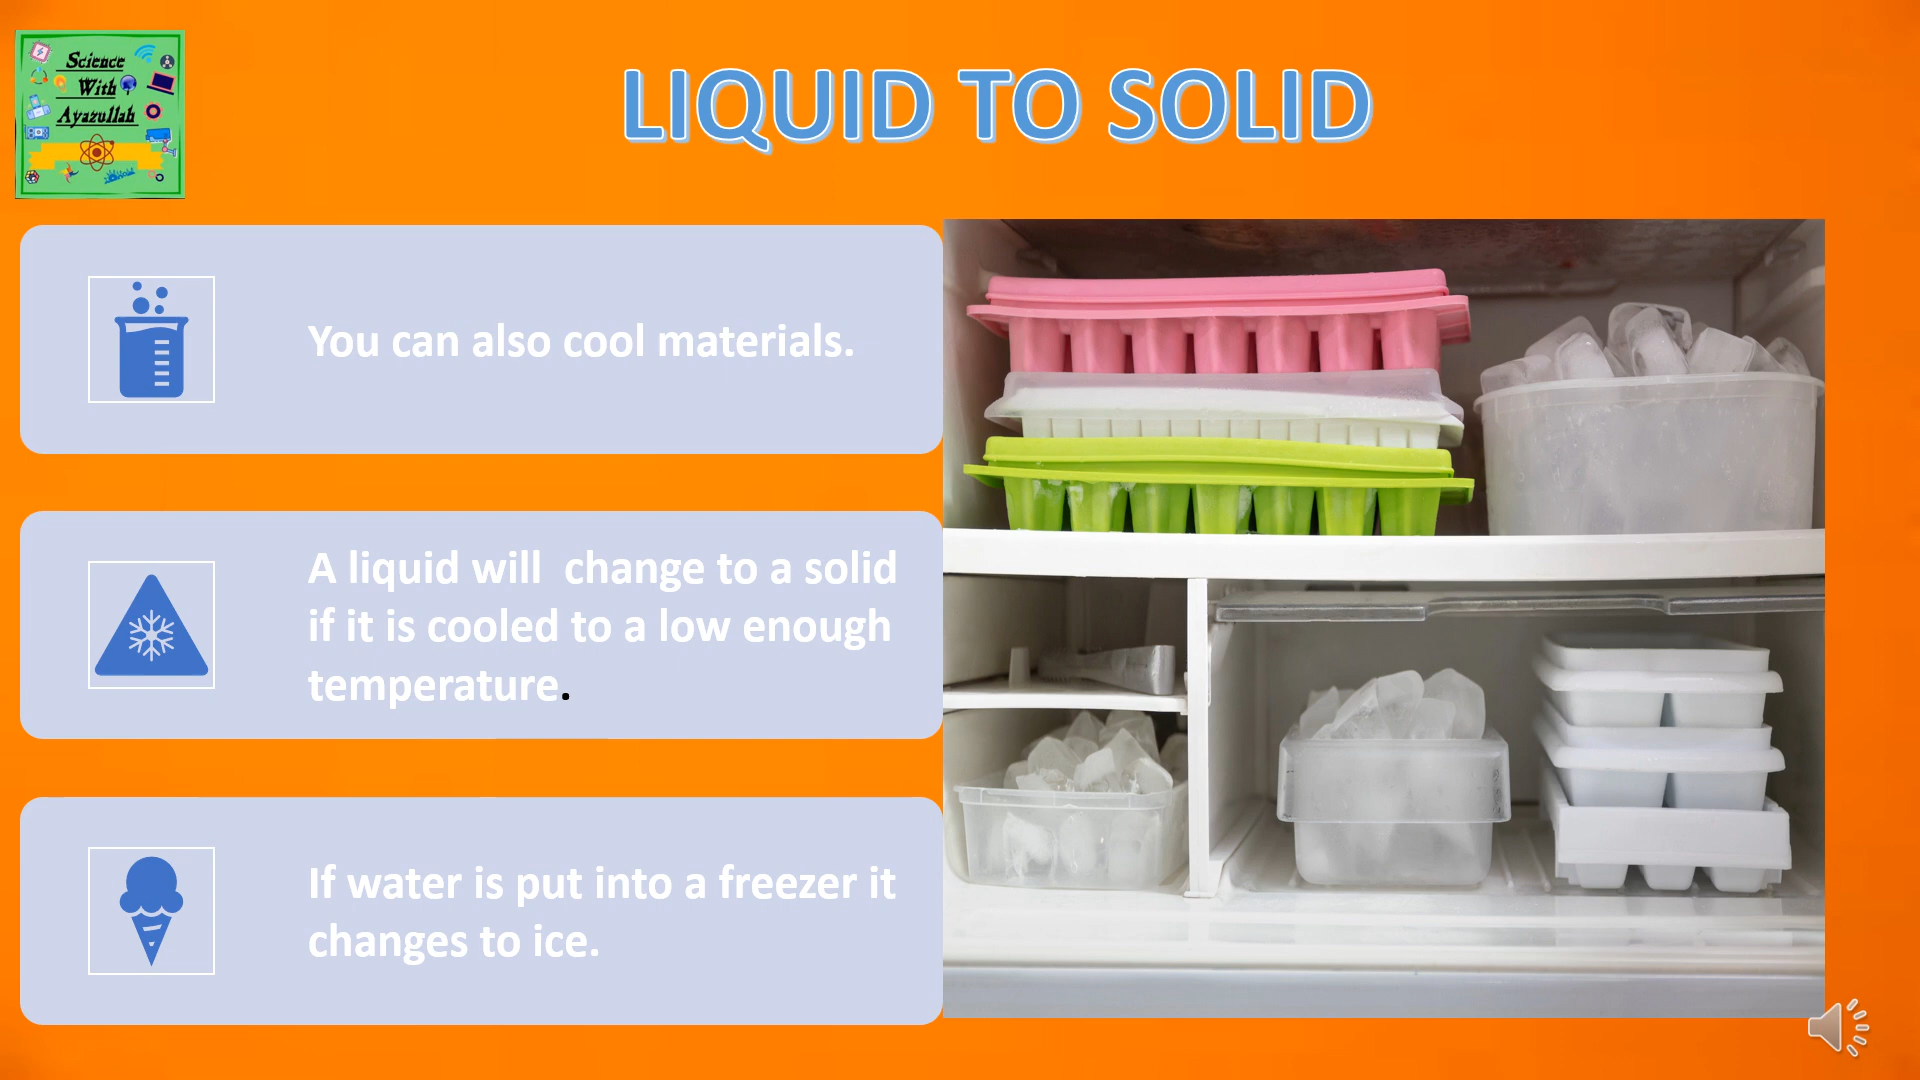 Science
With
Ayazullah
LIQUID TO SOLID
You can also cool materials.
A liquid will  change to a solid
if it is cooled to a low enough
temperature.
If water is put into a freezer it
changes to ice.